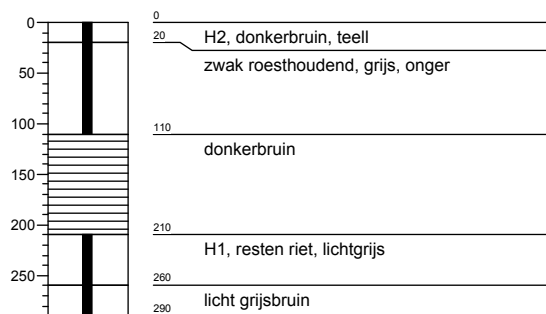 0
0
H2, donkerbruin, teell
20
zwak roesthoudend, grijs, onger
50
100
110
donkerbruin
150
200
210
H1, resten riet, lichtgrijs
250
260
licht grijsbruin
290